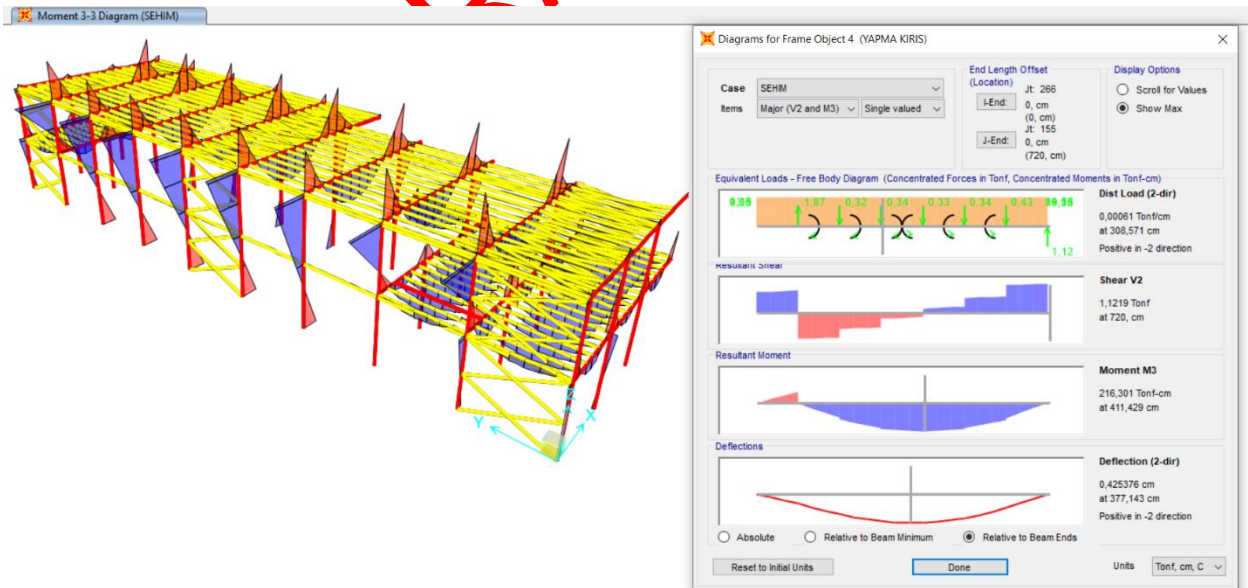 Moment 3-3 Diagram (SEHIM)
Z
Y
X
Diagrams for Frame Object 4 (YAPMA KIRIS)
Case SEHIM
Items Major (V2 and M3) Single valued
End Length Offset
(Location)
Jt: 266
I-End: 0, cm
(0, cm)
Jt: 155
J-End: 0, cm
(720, cm)
Display Options
Scroll for Values
Show Max
Equivalent Loads - Free Body Diagram (Concentrated Forces in Tonf, Concentrated Moments in Tonf-cm)
1,87 0,32 0,34 0,33 0,34 0,43
1,12
Dist Load (2-dir)
0,00061 Tonf/cm
at 308,571 cm
Positive in -2 direction
Resultant Shear
Shear V2
1,1219 Tonf
at 720, cm
Resultant Moment
Moment M3
216,301 Tonf-cm
at 411,429 cm
Deflections
Deflection (2-dir)
0,425376 cm
at 377,143 cm
Positive in -2 direction
Absolute Relative to Beam Minimum Relative to Beam Ends
Reset to Initial Units Done Units Tonf, cm, C